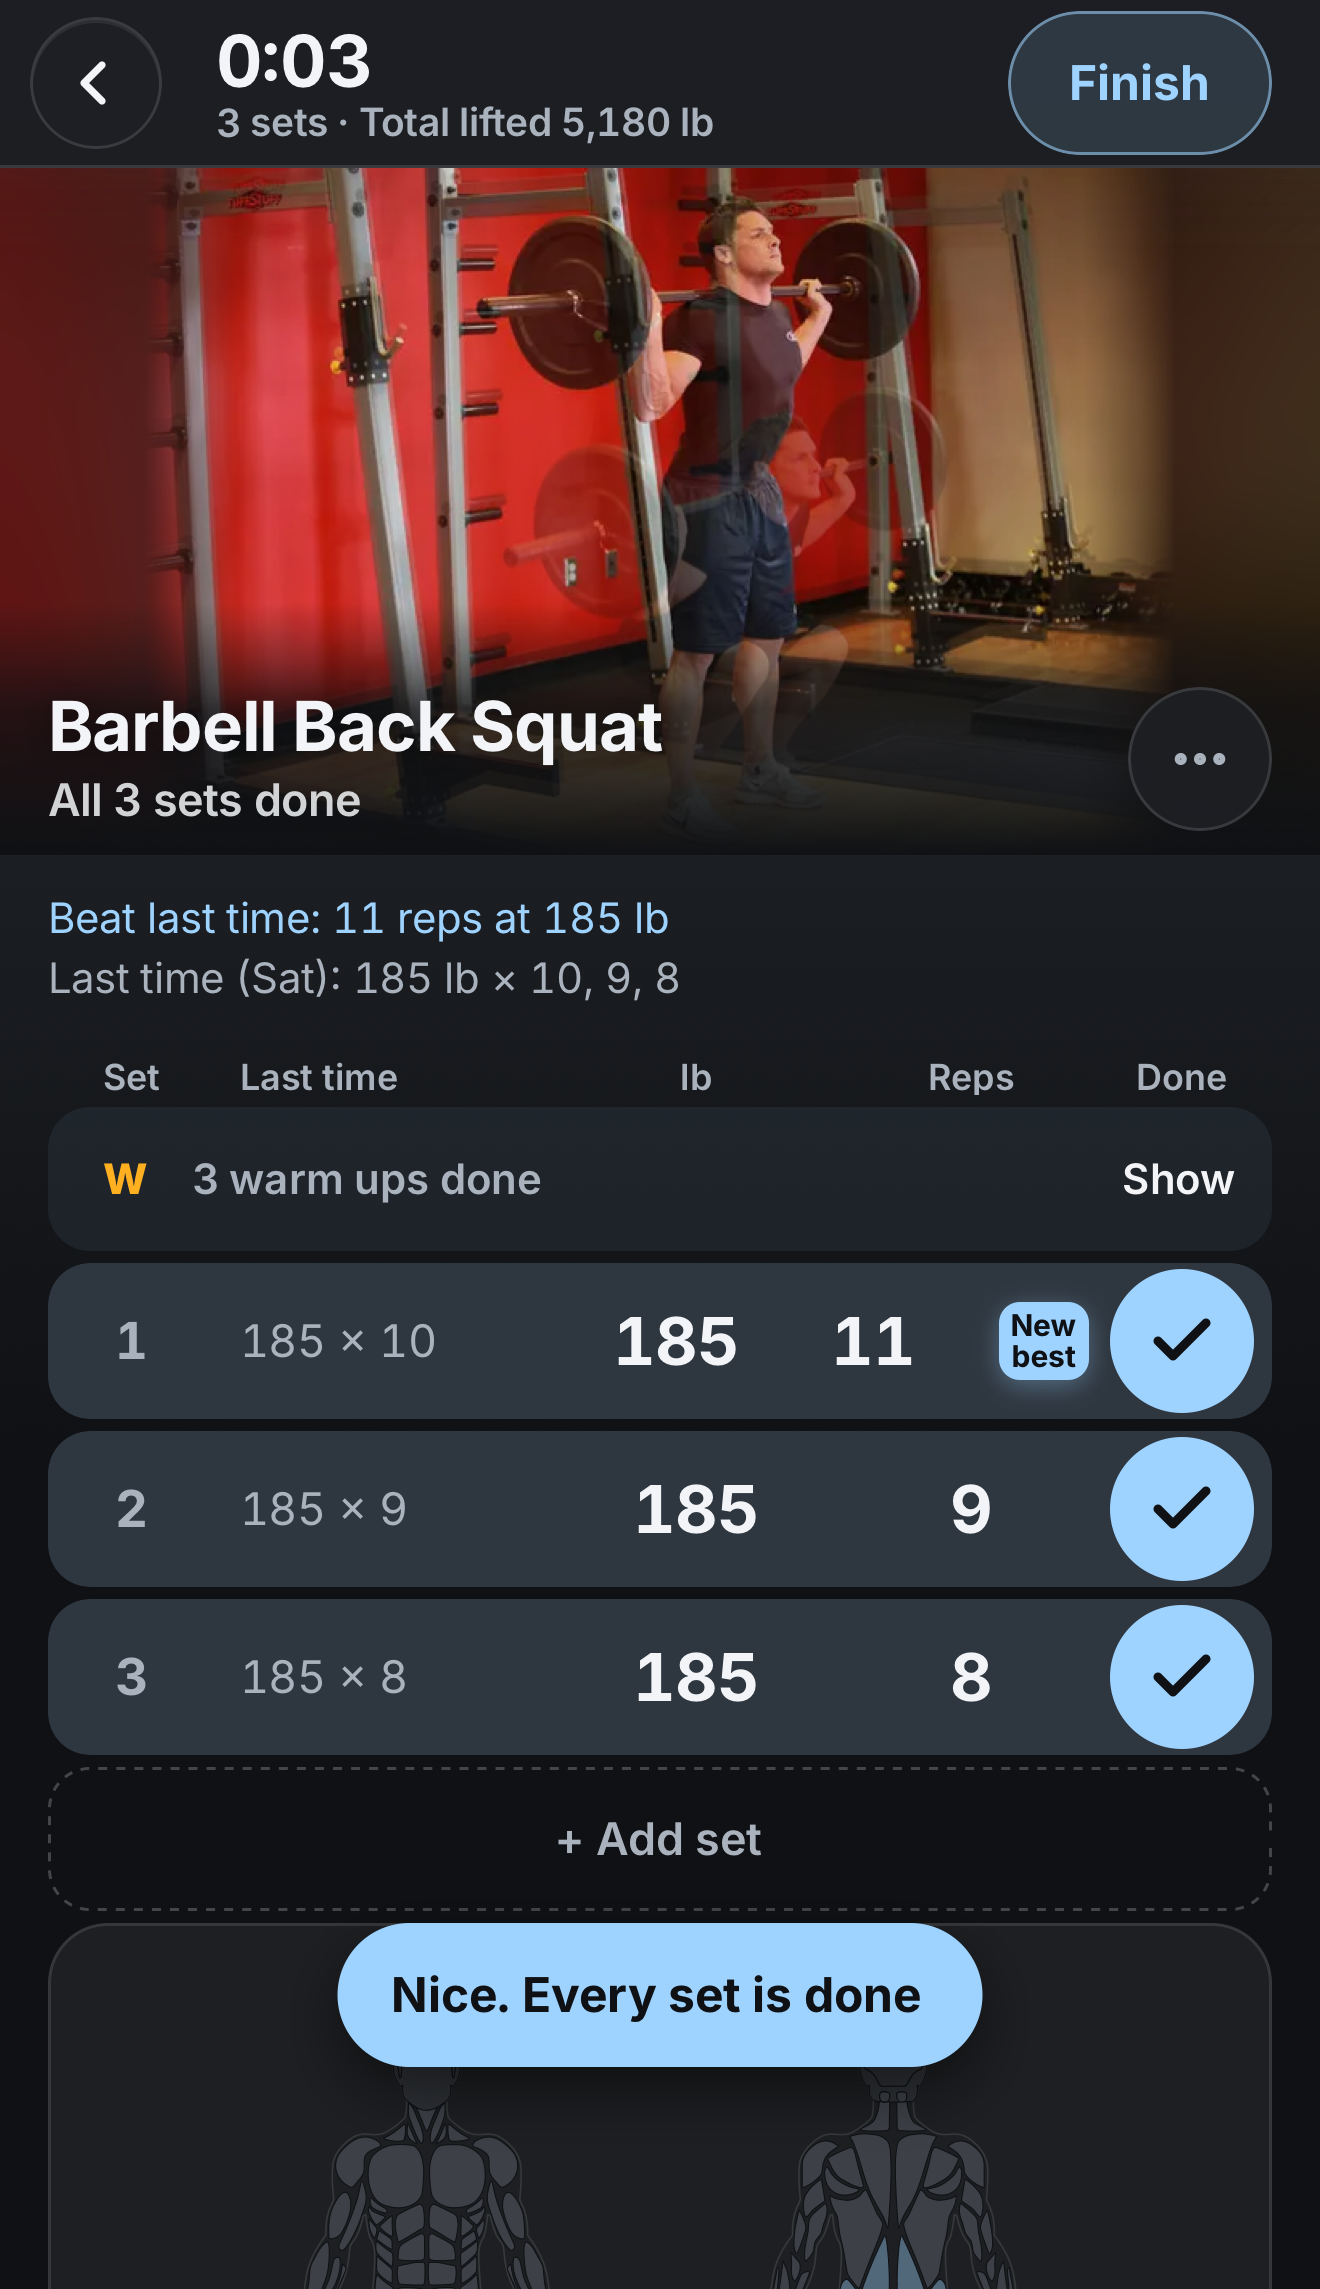 0:03
3 sets · Total lifted 5,180 lb
Finish
Barbell Back Squat
All 3 sets done
Beat last time: 11 reps at 185 lb
Last time (Sat): 185 lb × 10, 9, 8
Set Last time lb Reps Done
W 3 warm ups done Show
1 185 × 10 185 11 New best
2 185 × 9 185 9
3 185 × 8 185 8
+ Add set
Nice. Every set is done